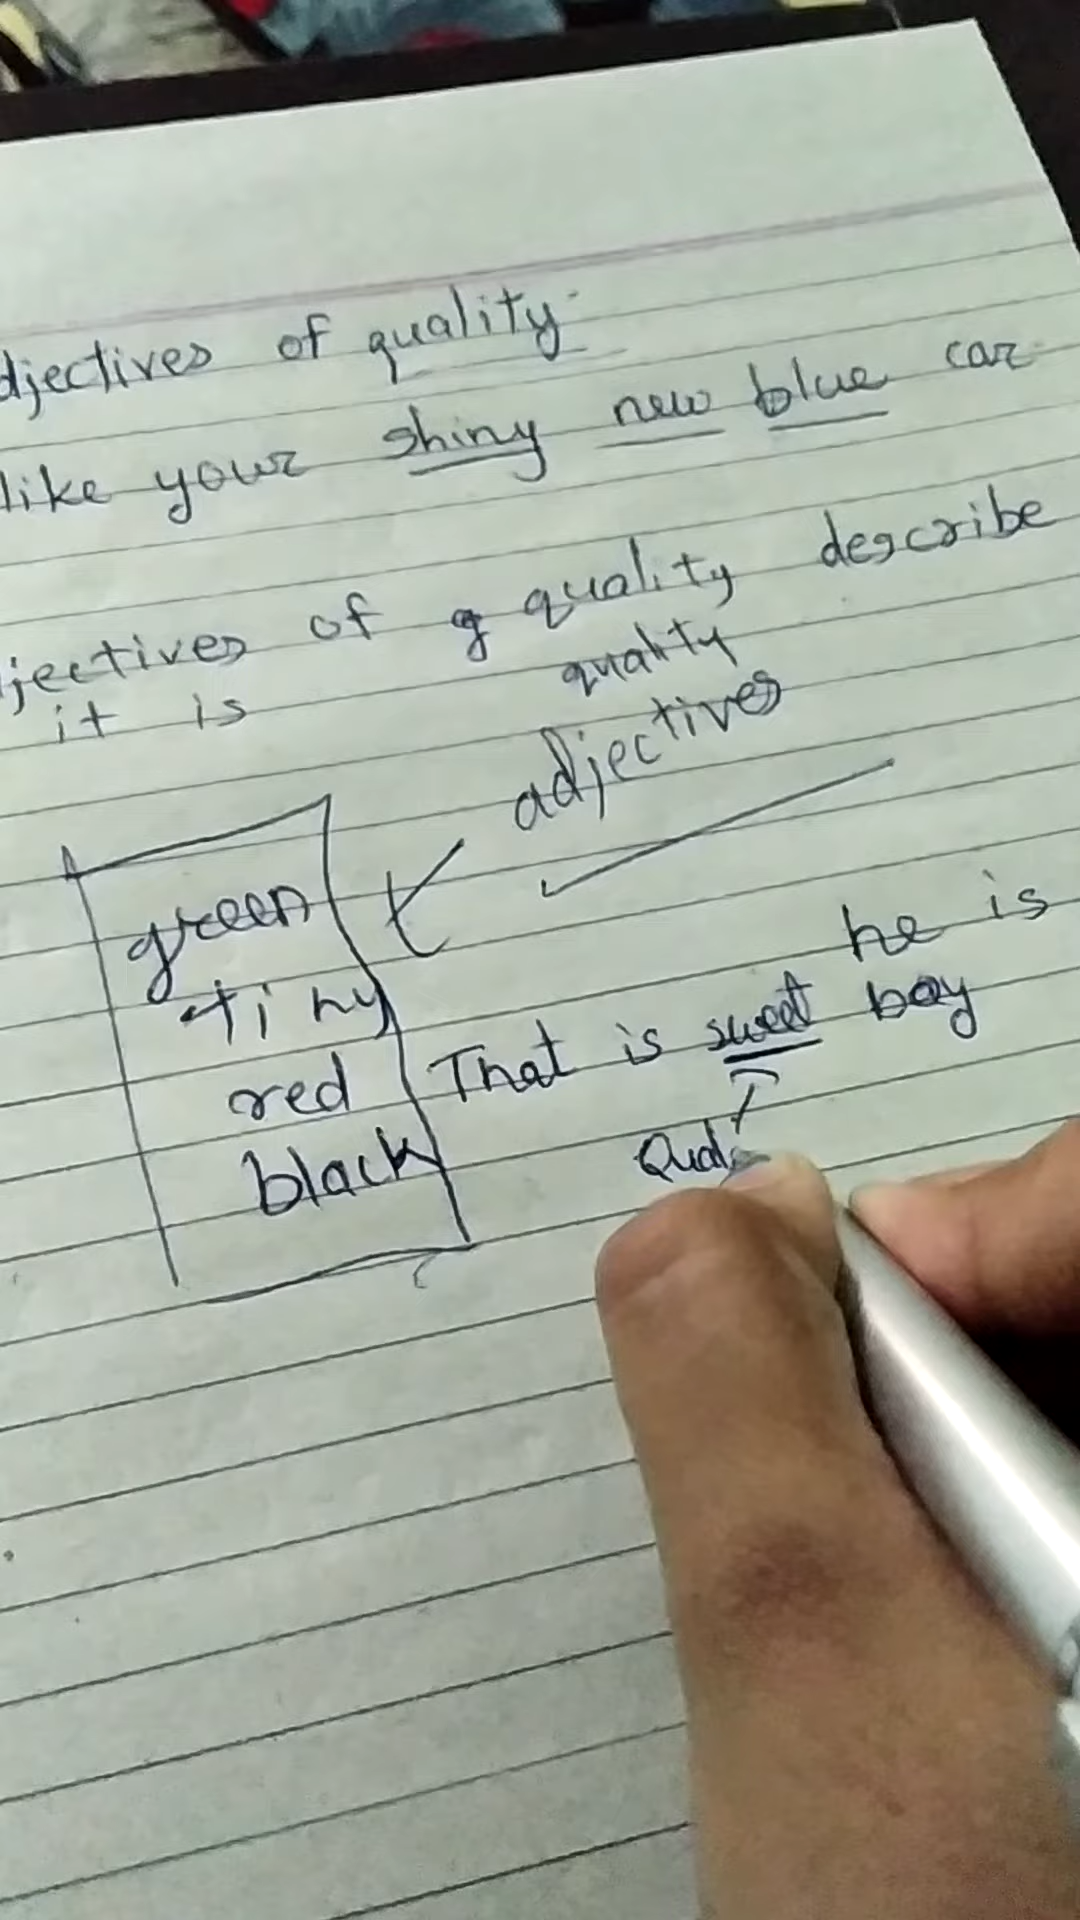 djectives of quality
like your shiny new blue car
jectives of g quality describe
it is
quality
adjectives
green
tiny
red
black
he is
That is sweet boy
Qual